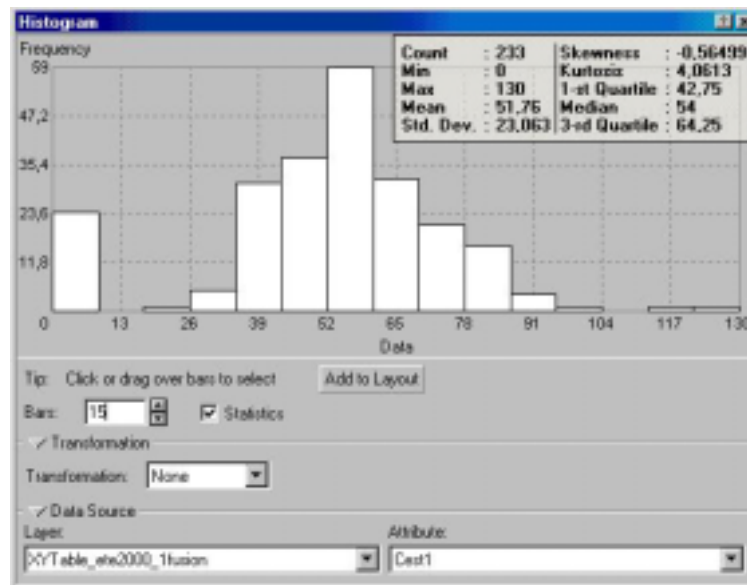 Histogram
Frequency
Count : 233 Skewness : -0,56499
Min : 0 Kurtosis : 4,0613
Max : 130 1-st Quartile : 42,75
Mean : 51,76 Median : 54
Std. Dev. : 23,063 3-rd Quartile : 64,25
59
47,2
35,4
23,6
11,8
0 13 26 39 52 65 78 91 104 117 130
Data
Tip: Click or drag over bars to select Add to Layout
Bars: 15 Statistics
Transformation
Transformation: None
Data Source
Layer: Attribute:
XYTable_ete2000_1fusion Cest1